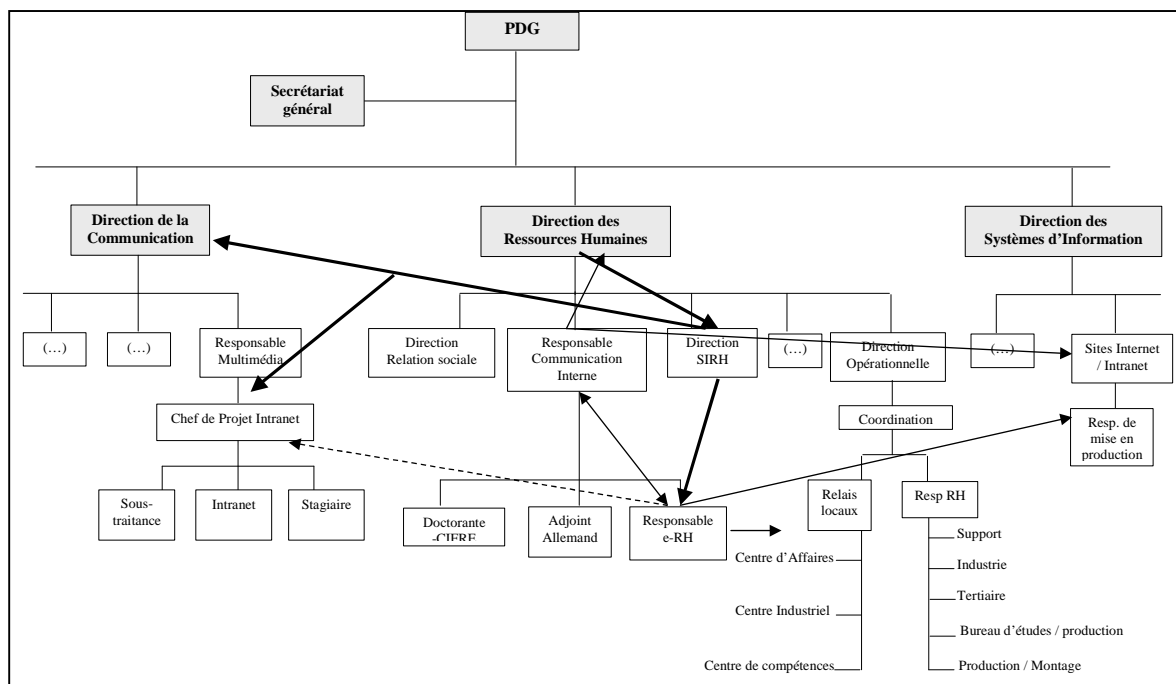 PDG
Secrétariat
général
Direction de la
Communication
Direction des
Ressources Humaines
Direction des
Systèmes d'Information
(…)
(…)
Responsable
Multimédia
Direction
Relation sociale
Responsable
Communication
Interne
Direction
SIRH
(…)
Direction
Opérationnelle
(…)
Sites Internet
/ Intranet
Chef de Projet Intranet
Coordination
Resp. de
mise en
production
Sous-
traitance
Intranet
Stagiaire
Doctorante
-CIFRE
Adjoint
Allemand
Responsable
e-RH
Relais
locaux
Resp RH
Centre d'Affaires
Centre Industriel
Centre de compétences
Support
Industrie
Tertiaire
Bureau d'études / production
Production / Montage